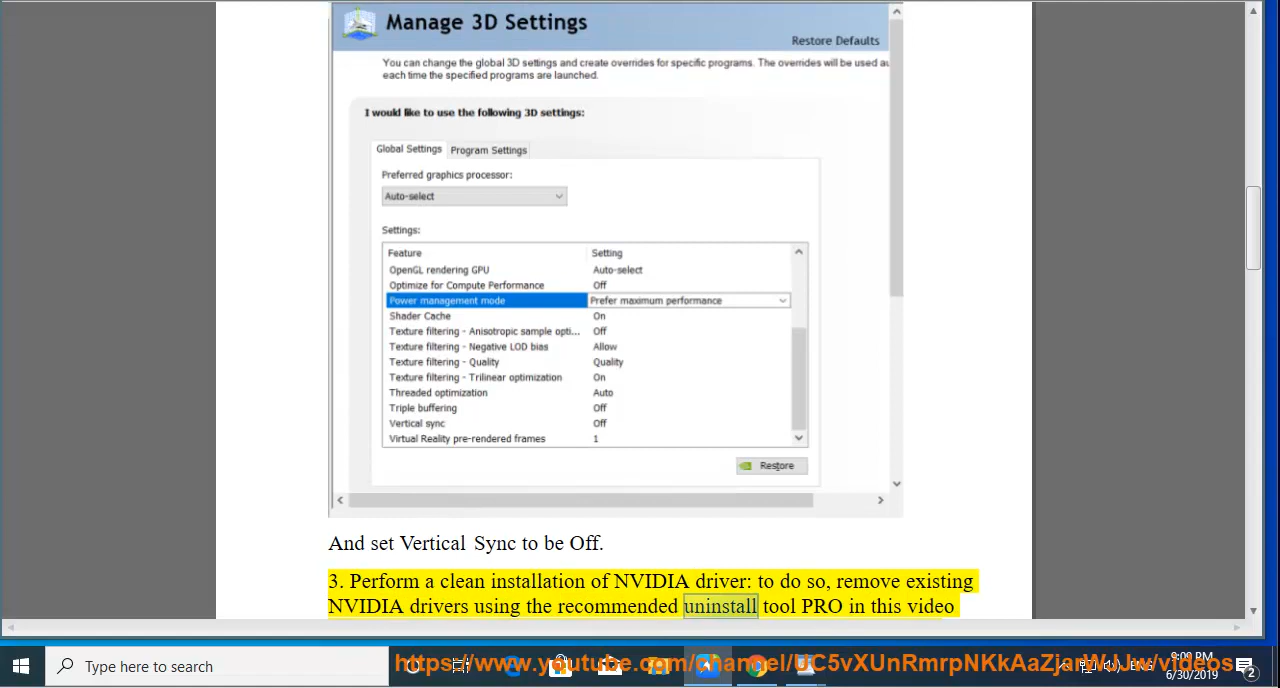 Manage 3D Settings
Restore Defaults
You can change the global 3D settings and create overrides for specific programs. The overrides will be used au
each time the specified programs are launched.
I would like to use the following 3D settings:
Global Settings Program Settings
Preferred graphics processor:
Auto-select
Settings:
Feature Setting
OpenGL rendering GPU Auto-select
Optimize for Compute Performance Off
Power management mode Prefer maximum performance
Shader Cache On
Texture filtering - Anisotropic sample opti... Off
Texture filtering - Negative LOD bias Allow
Texture filtering - Quality Quality
Texture filtering - Trilinear optimization On
Threaded optimization Auto
Triple buffering Off
Vertical sync Off
Virtual Reality pre-rendered frames 1
Restore
And set Vertical Sync to be Off.
3. Perform a clean installation of NVIDIA driver: to do so, remove existing
NVIDIA drivers using the recommended uninstall tool PRO in this video
Type here to search
9:09 PM
6/30/2019
2